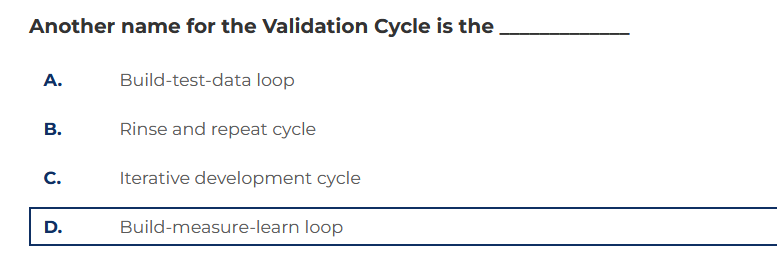 Another name for the Validation Cycle is the _____________
A. Build-test-data loop
B. Rinse and repeat cycle
C. Iterative development cycle
D. Build-measure-learn loop